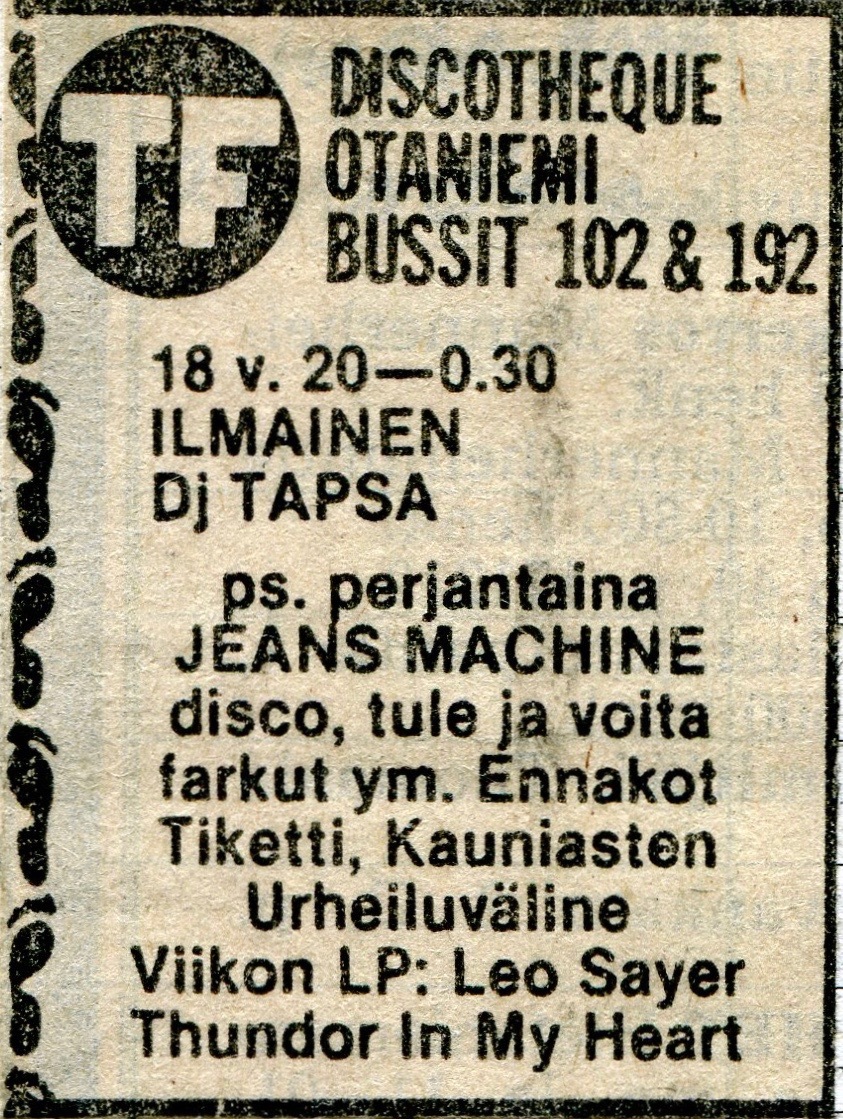 TF
DISCOTHEQUE
OTANIEMI
BUSSIT 102 & 192
18 v. 20—0.30
ILMAINEN
Dj TAPSA
ps. perjantaina
JEANS MACHINE
disco, tule ja voita
farkut ym. Ennakot
Tiketti, Kauniasten
Urheiluväline
Viikon LP: Leo Sayer
Thundor In My Heart